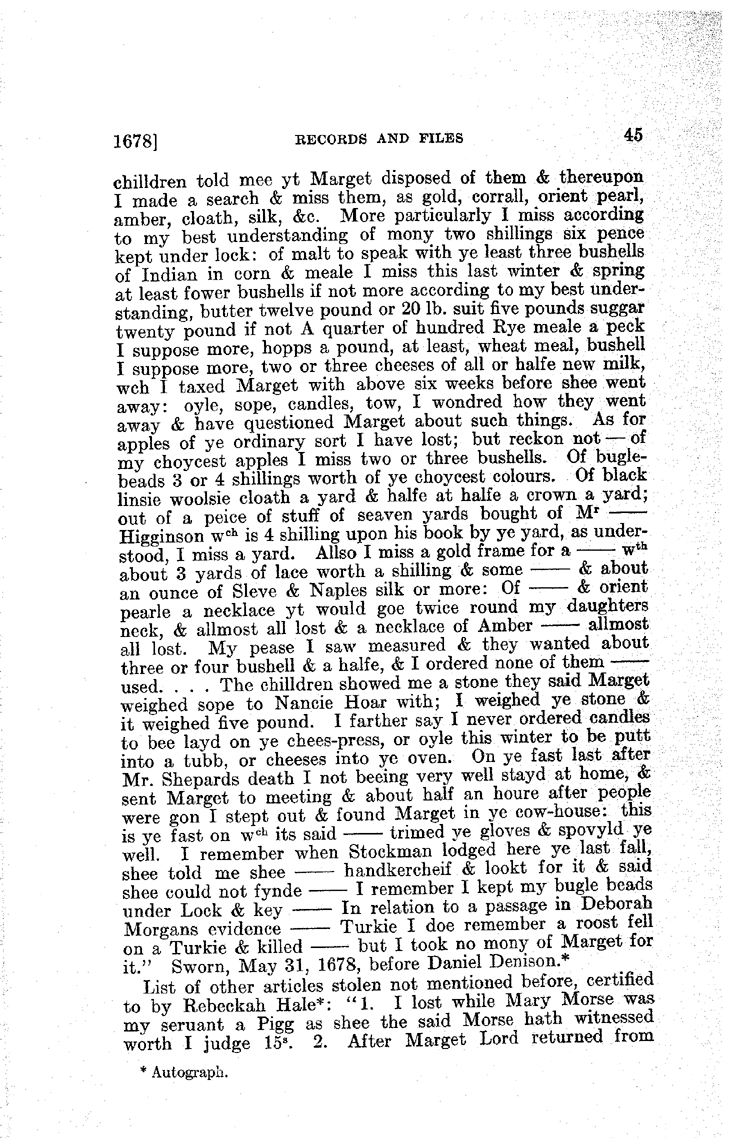 1678] RECORDS AND FILES 45
chilldren told mee yt Marget disposed of them & thereupon
I made a search & miss them, as gold, corrall, orient pearl,
amber, cloath, silk, &c. More particularly I miss according
to my best understanding of mony two shillings six pence
kept under lock: of malt to speak with ye least three bushells
of Indian in corn & meale I miss this last winter & spring
at least fower bushells if not more according to my best under-
standing, butter twelve pound or 20 lb. suit five pounds suggar
twenty pound if not A quarter of hundred Rye meale a peck
I suppose more, hopps a pound, at least, wheat meal, bushell
I suppose more, two or three cheeses of all or halfe new milk,
wch I taxed Marget with above six weeks before shee went
away: oyle, sope, candles, tow, I wondred how they went
away & have questioned Marget about such things. As for
apples of ye ordinary sort I have lost; but reckon not — of
my choycest apples I miss two or three bushells. Of bugle-
beads 3 or 4 shillings worth of ye choycest colours. Of black
linsie woolsie cloath a yard & halfe at halfe a crown a yard;
out of a peice of stuff of seaven yards bought of Mʳ ——
Higginson wᶜʰ is 4 shilling upon his book by ye yard, as under-
stood, I miss a yard. Allso I miss a gold frame for a —— wᵗʰ
about 3 yards of lace worth a shilling & some —— & about
an ounce of Sleve & Naples silk or more: Of —— & orient
pearle a necklace yt would goe twice round my daughters
neck, & allmost all lost & a necklace of Amber —— allmost
all lost. My pease I saw measured & they wanted about
three or four bushell & a halfe, & I ordered none of them ——
used. . . . The chilldren showed me a stone they said Marget
weighed sope to Nancie Hoar with; I weighed ye stone &
it weighed five pound. I farther say I never ordered candles
to bee layd on ye chees-press, or oyle this winter to be putt
into a tubb, or cheeses into ye oven. On ye fast last after
Mr. Shepards death I not beeing very well stayd at home, &
sent Marget to meeting & about half an houre after people
were gon I stept out & found Marget in ye cow-house: this
is ye fast on wᶜʰ its said —— trimed ye gloves & spovyld ye
well. I remember when Stockman lodged here ye last fall,
shee told me shee —— handkercheif & lookt for it & said
shee could not fynde —— I remember I kept my bugle beads
under Lock & key —— In relation to a passage in Deborah
Morgans evidence —— Turkie I doe remember a roost fell
on a Turkie & killed —— but I took no mony of Marget for
it." Sworn, May 31, 1678, before Daniel Denison.*
List of other articles stolen not mentioned before, certified
to by Rebeckah Hale*: "1. I lost while Mary Morse was
my seruant a Pigg as shee the said Morse hath witnessed
worth I judge 15ˢ. 2. After Marget Lord returned from
* Autograph.